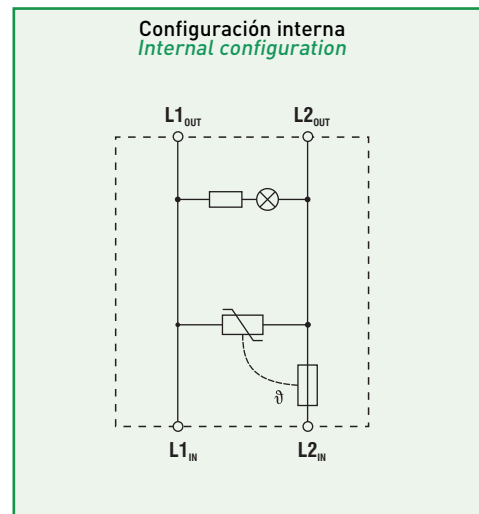 Configuración interna
Internal configuration
L1OUT L2OUT
ϑ
L1IN L2IN